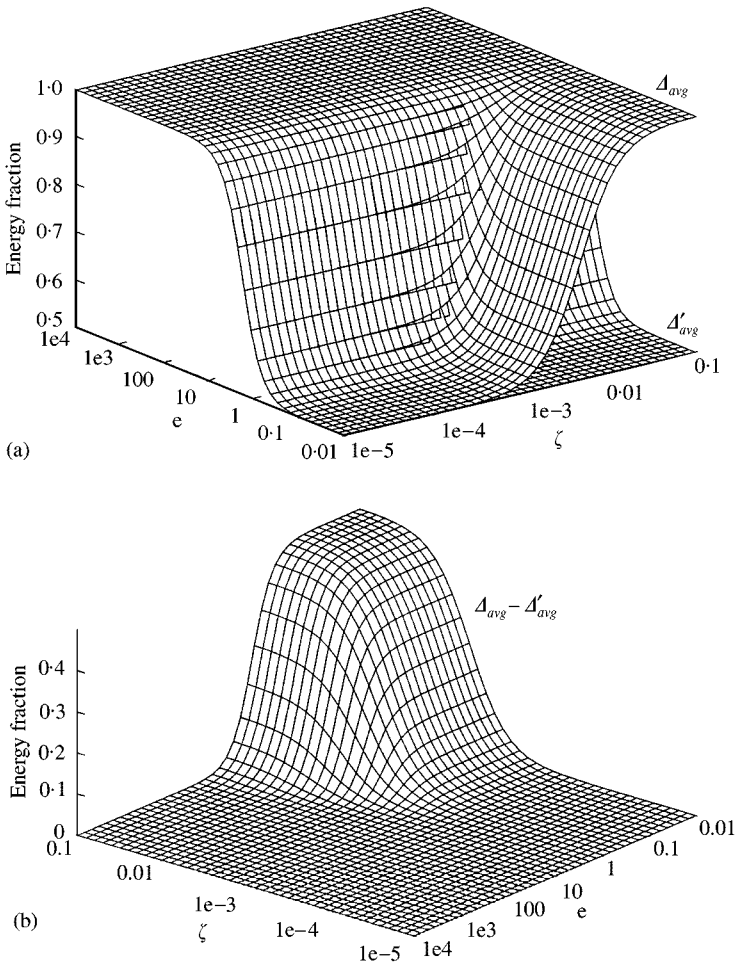 1·0
Δavg
0·9
0·8
Energy fraction
0·7
0·6
0·5
1e4
1e3
100
10
e
1
0·1
0·01
1e−5
1e−4
ζ
1e−3
0·01
0·1
Δ′avg
(a)
Δavg − Δ′avg
0·4
0·3
Energy fraction
0·2
0·1
0
0.1
0.01
1e−3
ζ
1e−4
1e−5
1e4
1e3
100
e
10
1
0.1
0.01
(b)